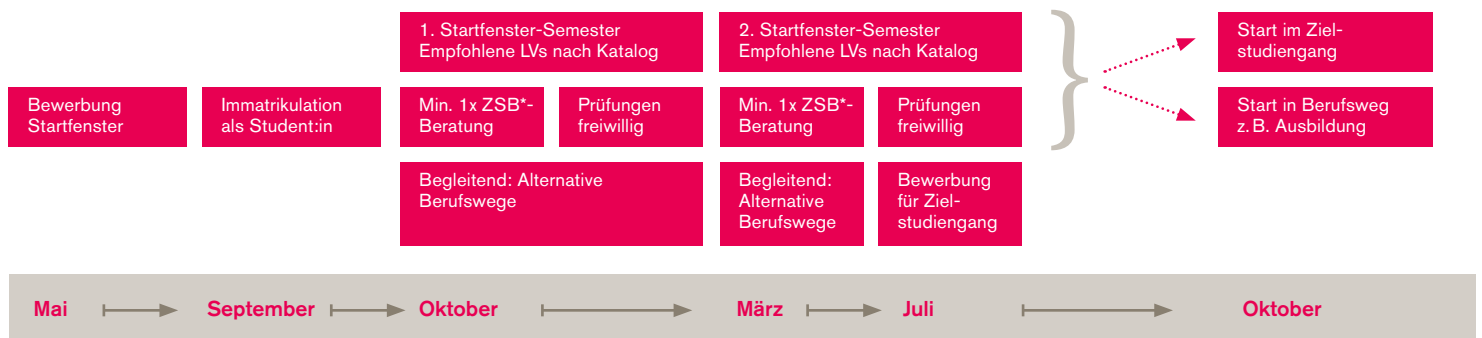 1. Startfenster-Semester
Empfohlene LVs nach Katalog
2. Startfenster-Semester
Empfohlene LVs nach Katalog
Start im Ziel-
studiengang
Bewerbung
Startfenster
Immatrikulation
als Student:in
Min. 1x ZSB*-
Beratung
Prüfungen
freiwillig
Min. 1x ZSB*-
Beratung
Prüfungen
freiwillig
Start in Berufsweg
z. B. Ausbildung
Begleitend: Alternative
Berufswege
Begleitend:
Alternative
Berufswege
Bewerbung
für Ziel-
studiengang
Mai
September
Oktober
März
Juli
Oktober